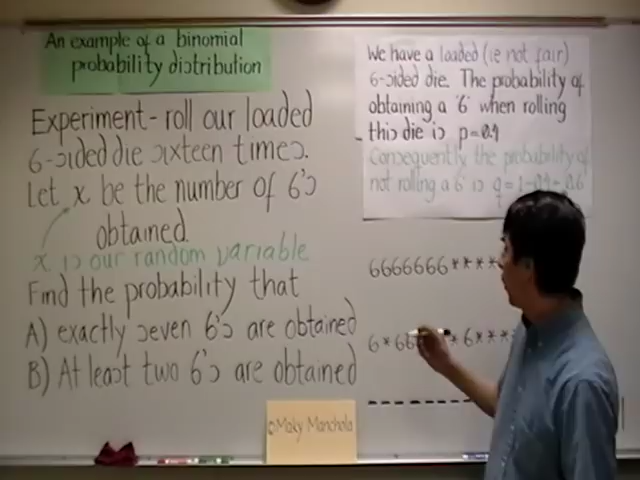 An example of a binomial
probability distribution
Experiment - roll our loaded
6-sided die sixteen times.
Let x be the number of 6's
obtained.
x is our random variable
Find the probability that
A) exactly seven 6's are obtained
B) At least two 6's are obtained
We have a loaded (ie not fair)
6-sided die. The probability of
obtaining a '6' when rolling
this die is p=0.4
Consequently the probability of
not rolling a 6 is q=1-0.4=0.6
6666666****
6*66 *6***
©Maky Manchola